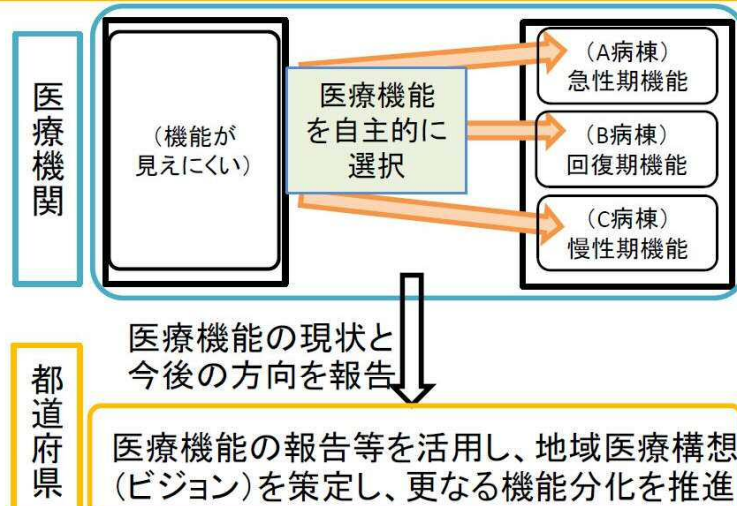 医療機関
(機能が
見えにくい)
医療機能
を自主的に
選択
(A病棟)
急性期機能
(B病棟)
回復期機能
(C病棟)
慢性期機能
医療機能の現状と
今後の方向を報告
都道府県
医療機能の報告等を活用し、地域医療構想
(ビジョン)を策定し、更なる機能分化を推進